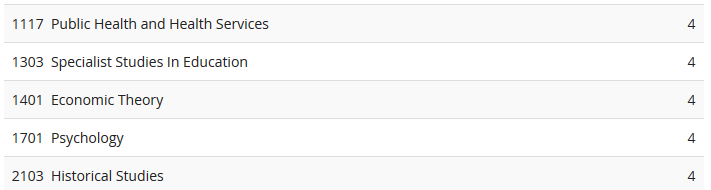 1117 Public Health and Health Services 4
1303 Specialist Studies In Education 4
1401 Economic Theory 4
1701 Psychology 4
2103 Historical Studies 4